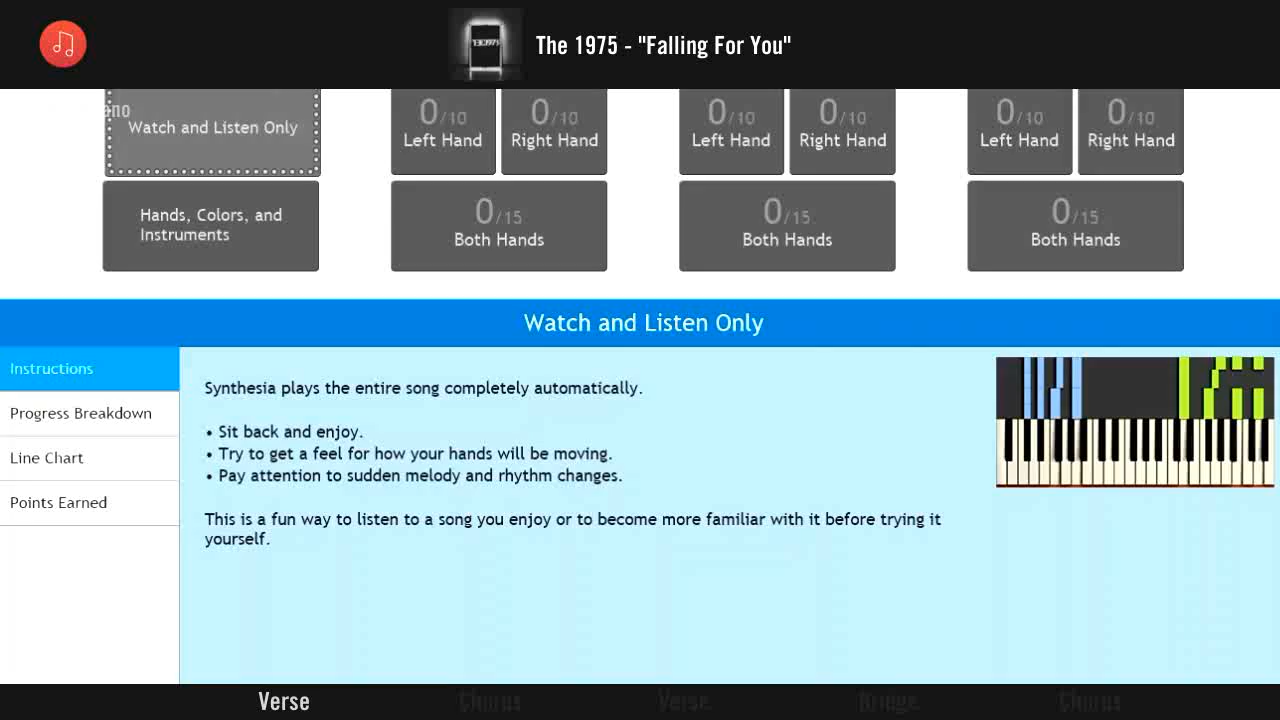 The 1975 - "Falling For You"
Watch and Listen Only
0/10
Left Hand
0/10
Right Hand
0/10
Left Hand
0/10
Right Hand
0/10
Left Hand
0/10
Right Hand
Hands, Colors, and
Instruments
0/15
Both Hands
0/15
Both Hands
0/15
Both Hands
Watch and Listen Only
Instructions
Progress Breakdown
Line Chart
Points Earned
Synthesia plays the entire song completely automatically.
• Sit back and enjoy.
• Try to get a feel for how your hands will be moving.
• Pay attention to sudden melody and rhythm changes.
This is a fun way to listen to a song you enjoy or to become more familiar with it before trying it
yourself.
Verse
Chorus
Verse
Bridge
Chorus